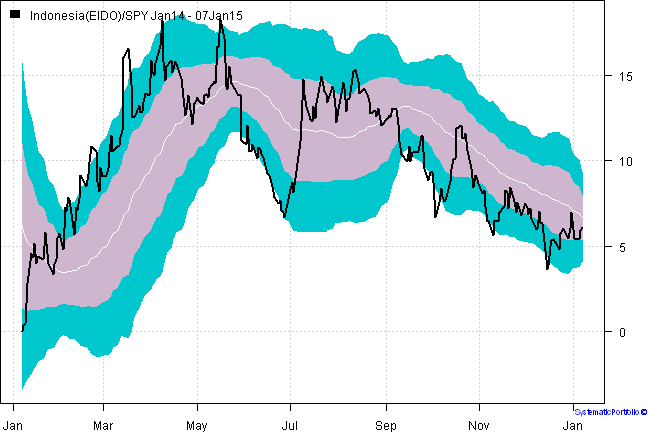 Indonesia(EIDO)/SPY Jan14 - 07Jan15
15
10
5
0
Jan Mar May Jul Sep Nov Jan
SystematicPortfolio ©